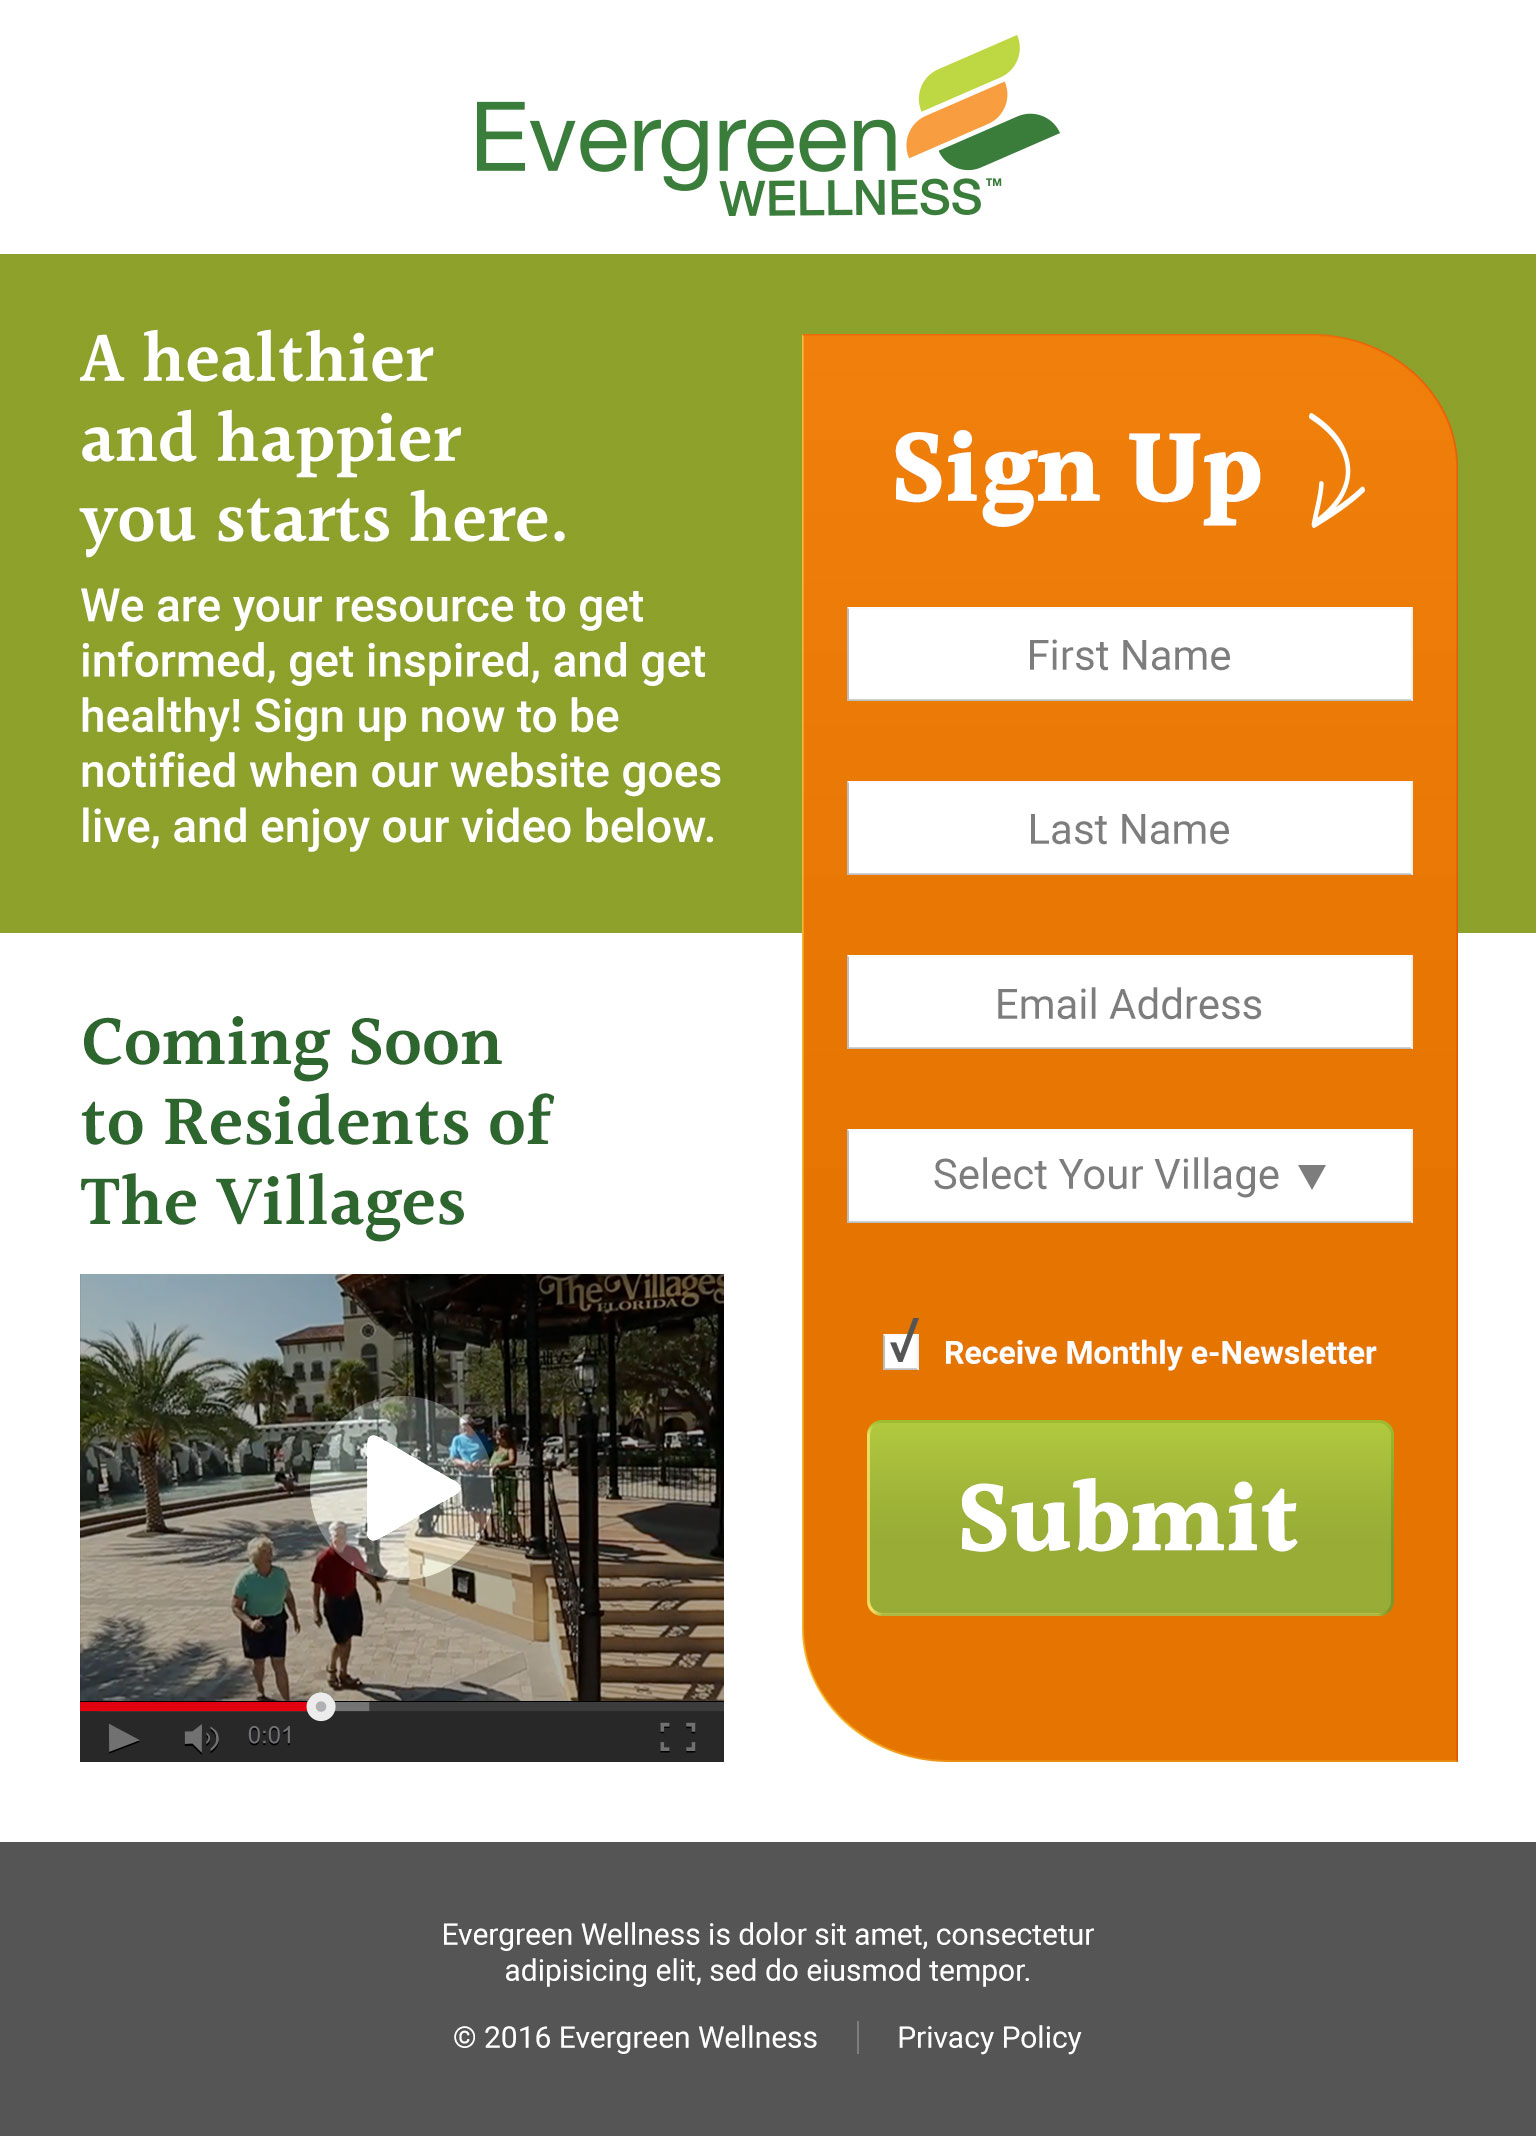 Evergreen
WELLNESS™
A healthier
and happier
you starts here.
We are your resource to get
informed, get inspired, and get
healthy! Sign up now to be
notified when our website goes
live, and enjoy our video below.
Sign Up
First Name
Last Name
Email Address
Select Your Village ▼
Receive Monthly e-Newsletter
Submit
Coming Soon
to Residents of
The Villages
The Villages
FLORIDA
0:01
Evergreen Wellness is dolor sit amet, consectetur
adipisicing elit, sed do eiusmod tempor.
© 2016 Evergreen Wellness | Privacy Policy